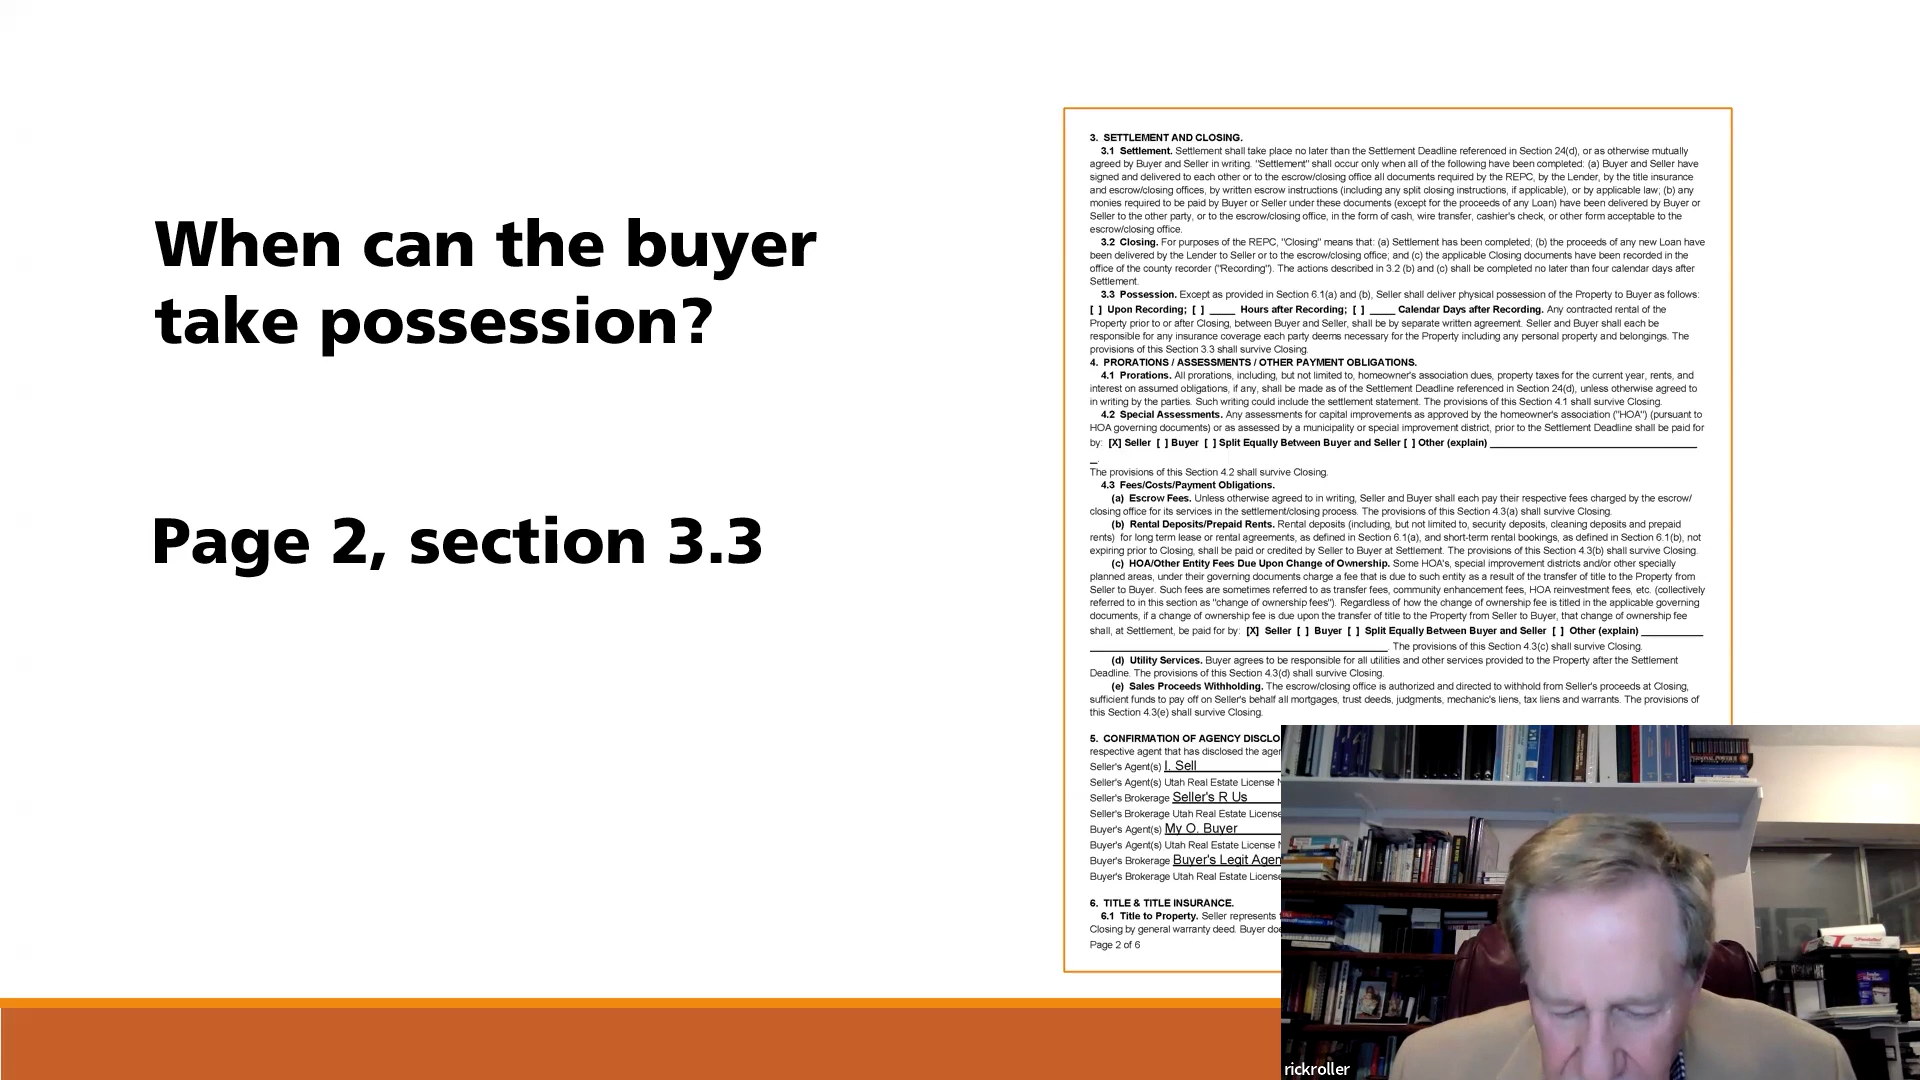 When can the buyer
take possession?
Page 2, section 3.3
3. SETTLEMENT AND CLOSING.
3.1 Settlement. Settlement shall take place no later than the Settlement Deadline referenced in Section 24(d), or as otherwise mutually
agreed by Buyer and Seller in writing. "Settlement" shall occur only when all of the following have been completed: (a) Buyer and Seller have
signed and delivered to each other or to the escrow/closing office all documents required by the REPC, by the Lender, by the title insurance
and escrow/closing offices, by written escrow instructions (including any split closing instructions, if applicable), or by applicable law; (b) any
monies required to be paid by Buyer or Seller under these documents (except for the proceeds of any Loan) have been delivered by Buyer or
Seller to the other party, or to the escrow/closing office, in the form of cash, wire transfer, cashier's check, or other form acceptable to the
escrow/closing office.
3.2 Closing. For purposes of the REPC, "Closing" means that: (a) Settlement has been completed; (b) the proceeds of any new Loan have
been delivered by the Lender to Seller or to the escrow/closing office; and (c) the applicable Closing documents have been recorded in the
office of the county recorder ("Recording"). The actions described in 3.2 (b) and (c) shall be completed no later than four calendar days after
Settlement.
3.3 Possession. Except as provided in Section 6.1(a) and (b), Seller shall deliver physical possession of the Property to Buyer as follows:
[ ] Upon Recording; [ ] _____ Hours after Recording; [ ] _____ Calendar Days after Recording. Any contracted rental of the
Property prior to or after Closing, between Buyer and Seller, shall be by separate written agreement. Seller and Buyer shall each be
responsible for any insurance coverage each party deems necessary for the Property including any personal property and belongings. The
provisions of this Section 3.3 shall survive Closing.
4. PRORATIONS / ASSESSMENTS / OTHER PAYMENT OBLIGATIONS.
4.1 Prorations. All prorations, including, but not limited to, homeowner's association dues, property taxes for the current year, rents, and
interest on assumed obligations, if any, shall be made as of the Settlement Deadline referenced in Section 24(d), unless otherwise agreed to
in writing by the parties. Such writing could include the settlement statement. The provisions of this Section 4.1 shall survive Closing.
4.2 Special Assessments. Any assessments for capital improvements as approved by the homeowner's association ("HOA") (pursuant to
HOA governing documents) or as assessed by a municipality or special improvement district, prior to the Settlement Deadline shall be paid for
by: [X] Seller [ ] Buyer [ ] Split Equally Between Buyer and Seller [ ] Other (explain) ____________________
_.
The provisions of this Section 4.2 shall survive Closing.
4.3 Fees/Costs/Payment Obligations.
(a) Escrow Fees. Unless otherwise agreed to in writing, Seller and Buyer shall each pay their respective fees charged by the escrow/
closing office for its services in the settlement/closing process. The provisions of this Section 4.3(a) shall survive Closing.
(b) Rental Deposits/Prepaid Rents. Rental deposits (including, but not limited to, security deposits, cleaning deposits and prepaid
rents) for long term lease or rental agreements, as defined in Section 6.1(a), and short-term rental bookings, as defined in Section 6.1(b), not
expiring prior to Closing, shall be paid or credited by Seller to Buyer at Settlement. The provisions of this Section 4.3(b) shall survive Closing.
(c) HOA/Other Entity Fees Due Upon Change of Ownership. Some HOA's, special improvement districts and/or other specially
planned areas, under their governing documents charge a fee that is due to such entity as a result of the transfer of title to the Property from
Seller to Buyer. Such fees are sometimes referred to as transfer fees, community enhancement fees, HOA reinvestment fees, etc. (collectively
referred to in this section as "change of ownership fees"). Regardless of how the change of ownership fee is titled in the applicable governing
documents, if a change of ownership fee is due upon the transfer of title to the Property from Seller to Buyer, that change of ownership fee
shall, at Settlement, be paid for by: [X] Seller [ ] Buyer [ ] Split Equally Between Buyer and Seller [ ] Other (explain) ____________
____________________. The provisions of this Section 4.3(c) shall survive Closing.
(d) Utility Services. Buyer agrees to be responsible for all utilities and other services provided to the Property after the Settlement
Deadline. The provisions of this Section 4.3(d) shall survive Closing.
(e) Sales Proceeds Withholding. The escrow/closing office is authorized and directed to withhold from Seller's proceeds at Closing,
sufficient funds to pay off on Seller's behalf all mortgages, trust deeds, judgments, mechanic's liens, tax liens and warrants. The provisions of
this Section 4.3(e) shall survive Closing.
5. CONFIRMATION OF AGENCY DISCLO
respective agent that has disclosed the agen
Seller's Agent(s) I. Sell
Seller's Agent(s) Utah Real Estate License
Seller's Brokerage Seller's R Us
Seller's Brokerage Utah Real Estate License
Buyer's Agent(s) My O. Buyer
Buyer's Agent(s) Utah Real Estate License
Buyer's Brokerage Buyer's Legit Agen
Buyer's Brokerage Utah Real Estate License
6. TITLE & TITLE INSURANCE.
6.1 Title to Property. Seller represents
Closing by general warranty deed. Buyer doe
Page 2 of 6
rickroller